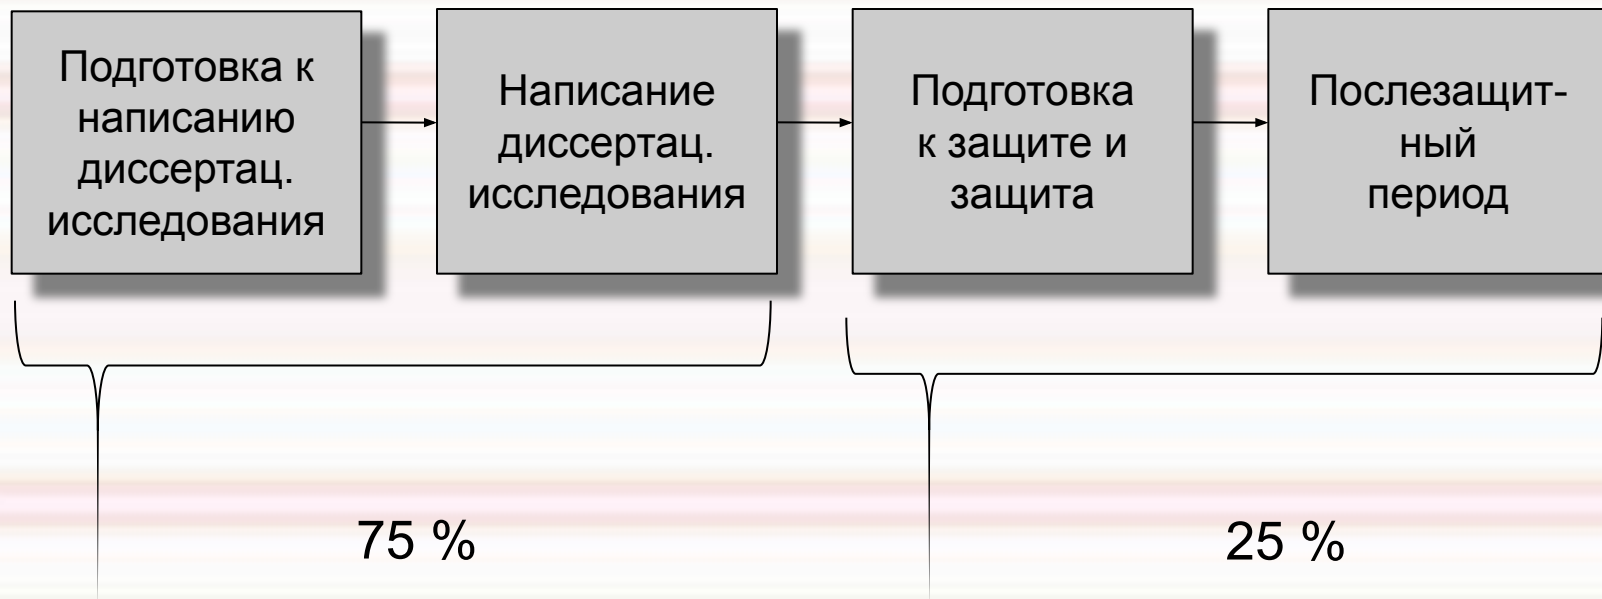 Подготовка к
написанию
диссертац.
исследования
Написание
диссертац.
исследования
Подготовка
к защите и
защита
Послезащит-
ный
период
75 %
25 %